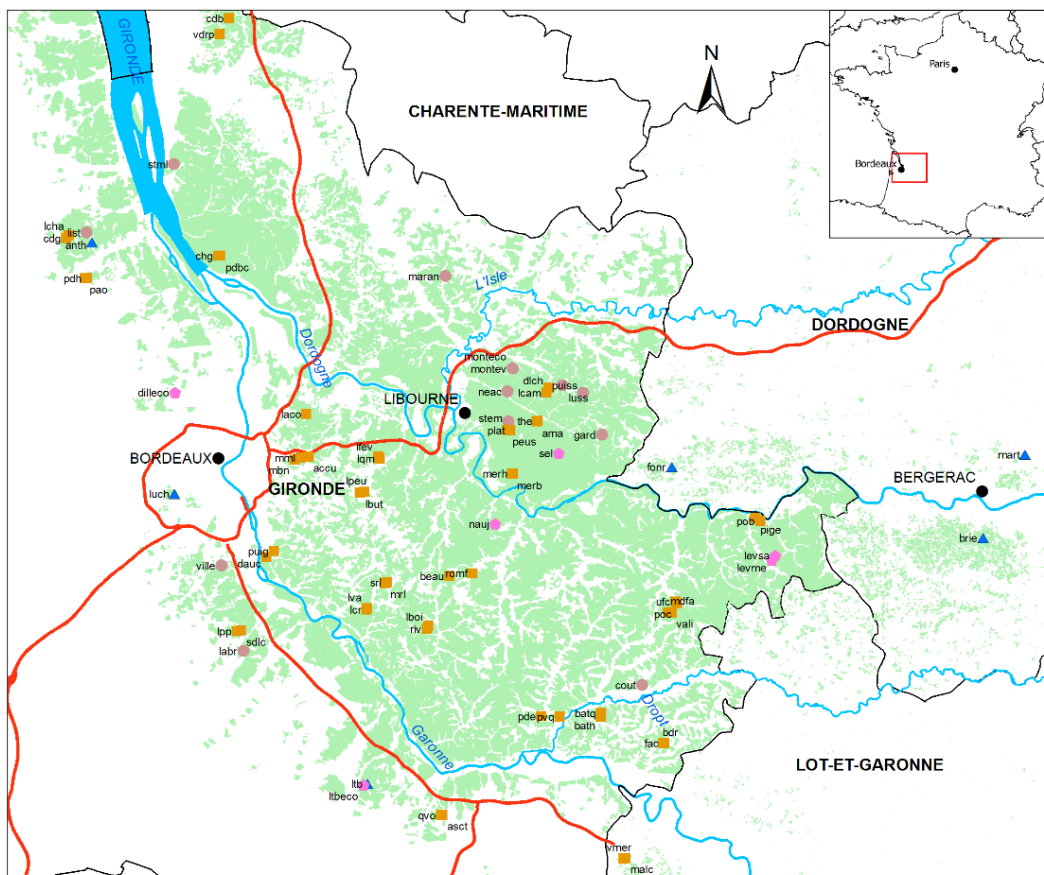 cdb
vdrp
GIRONDE
N
Paris
CHARENTE-MARITIME
Bordeaux
stmi
lcha
list
cdg
anth
chg
pdbc
pdh
pao
maran
L'Isle
DORDOGNE
Dordogne
monteco
montev
dilleco
neac
dlch
puiss
lcam
luss
LIBOURNE
laco
stem
the
plat
ama
peus
gard
sel
BORDEAUX
mml
mbn
accu
lfev
lqm
merh
merb
fonr
mart
BERGERAC
luch
GIRONDE
lpeu
lbut
nauj
pob
pige
brie
puig
dauc
ville
levsa
levme
beau
romf
srl
mrl
lva
lcr
lboi
riv
ufc
mdfa
poc
vali
lpp
sdlc
labr
cout
Dropt
pde
pvq
batq
bath
bdr
fac
Garonne
LOT-ET-GARONNE
ltb
ltbeco
qvo
asct
vmer
malc